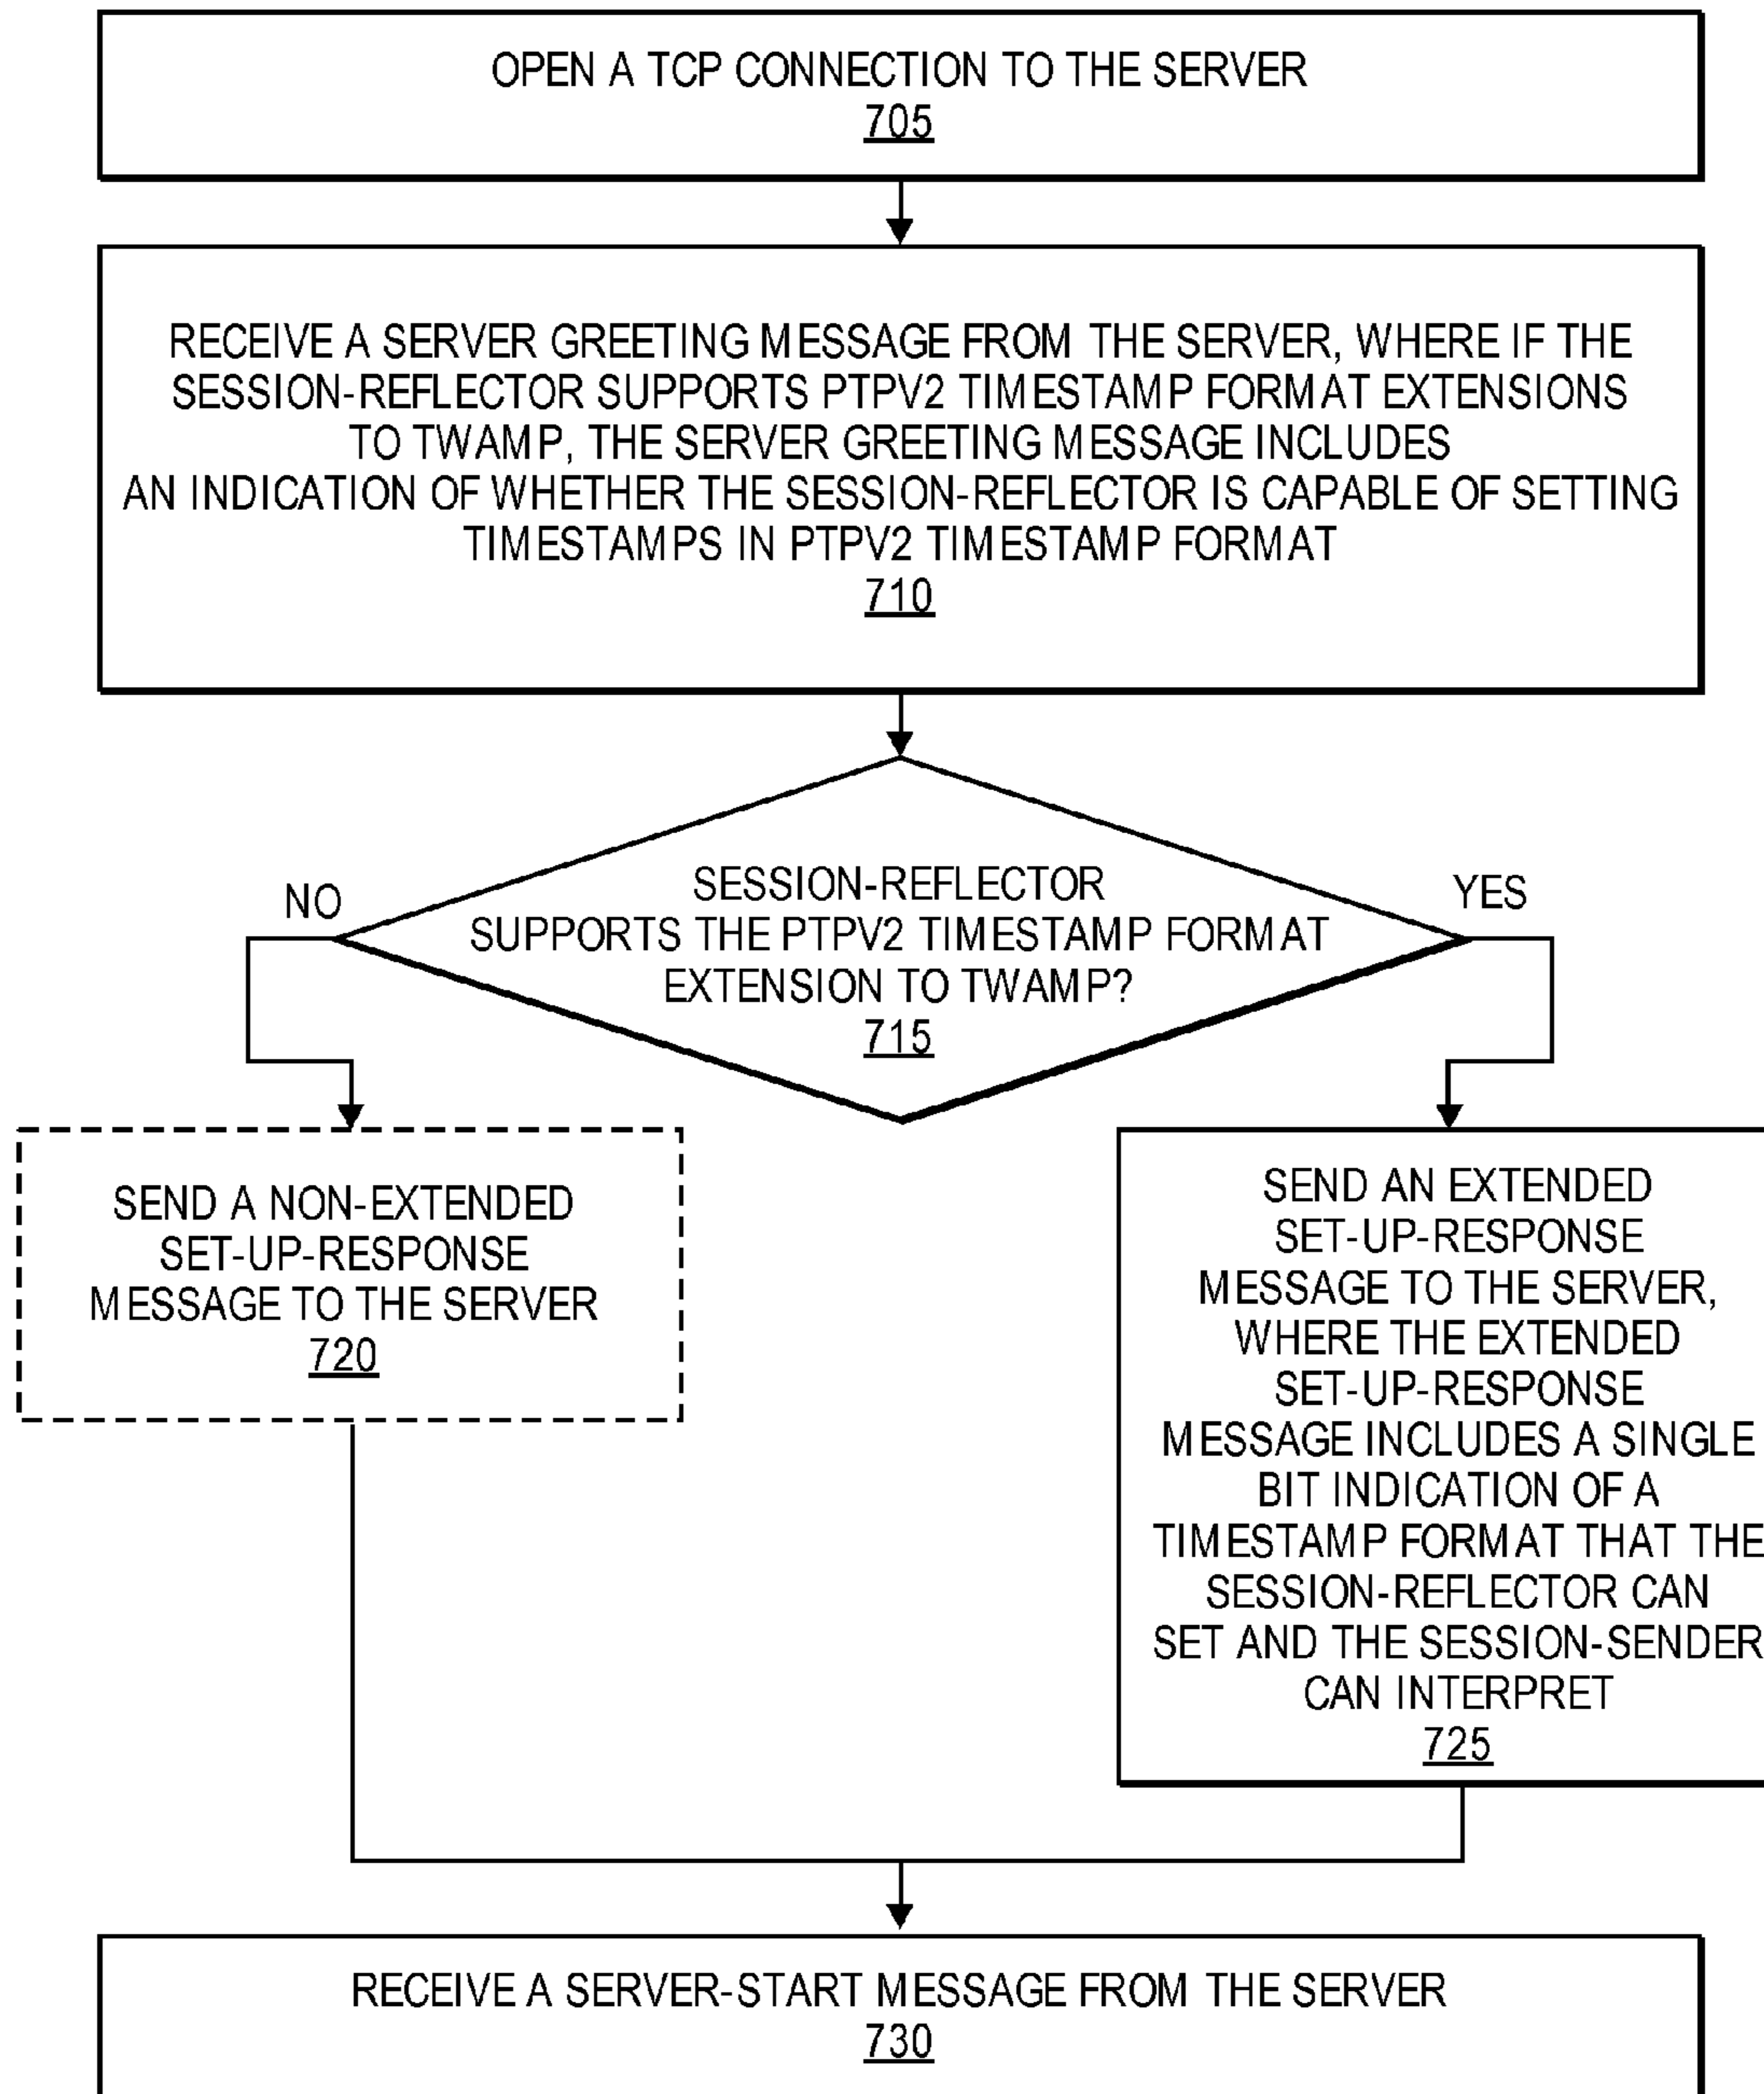 OPEN A TCP CONNECTION TO THE SERVER
705
RECEIVE A SERVER GREETING MESSAGE FROM THE SERVER, WHERE IF THE
SESSION-REFLECTOR SUPPORTS PTPV2 TIMESTAMP FORMAT EXTENSIONS
TO TWAMP, THE SERVER GREETING MESSAGE INCLUDES
AN INDICATION OF WHETHER THE SESSION-REFLECTOR IS CAPABLE OF SETTING
TIMESTAMPS IN PTPV2 TIMESTAMP FORMAT
710
SESSION-REFLECTOR
SUPPORTS THE PTPV2 TIMESTAMP FORMAT
EXTENSION TO TWAMP?
715
NO
YES
SEND A NON-EXTENDED
SET-UP-RESPONSE
MESSAGE TO THE SERVER
720
SEND AN EXTENDED
SET-UP-RESPONSE
MESSAGE TO THE SERVER,
WHERE THE EXTENDED
SET-UP-RESPONSE
MESSAGE INCLUDES A SINGLE
BIT INDICATION OF A
TIMESTAMP FORMAT THAT THE
SESSION-REFLECTOR CAN
SET AND THE SESSION-SENDER
CAN INTERPRET
725
RECEIVE A SERVER-START MESSAGE FROM THE SERVER
730